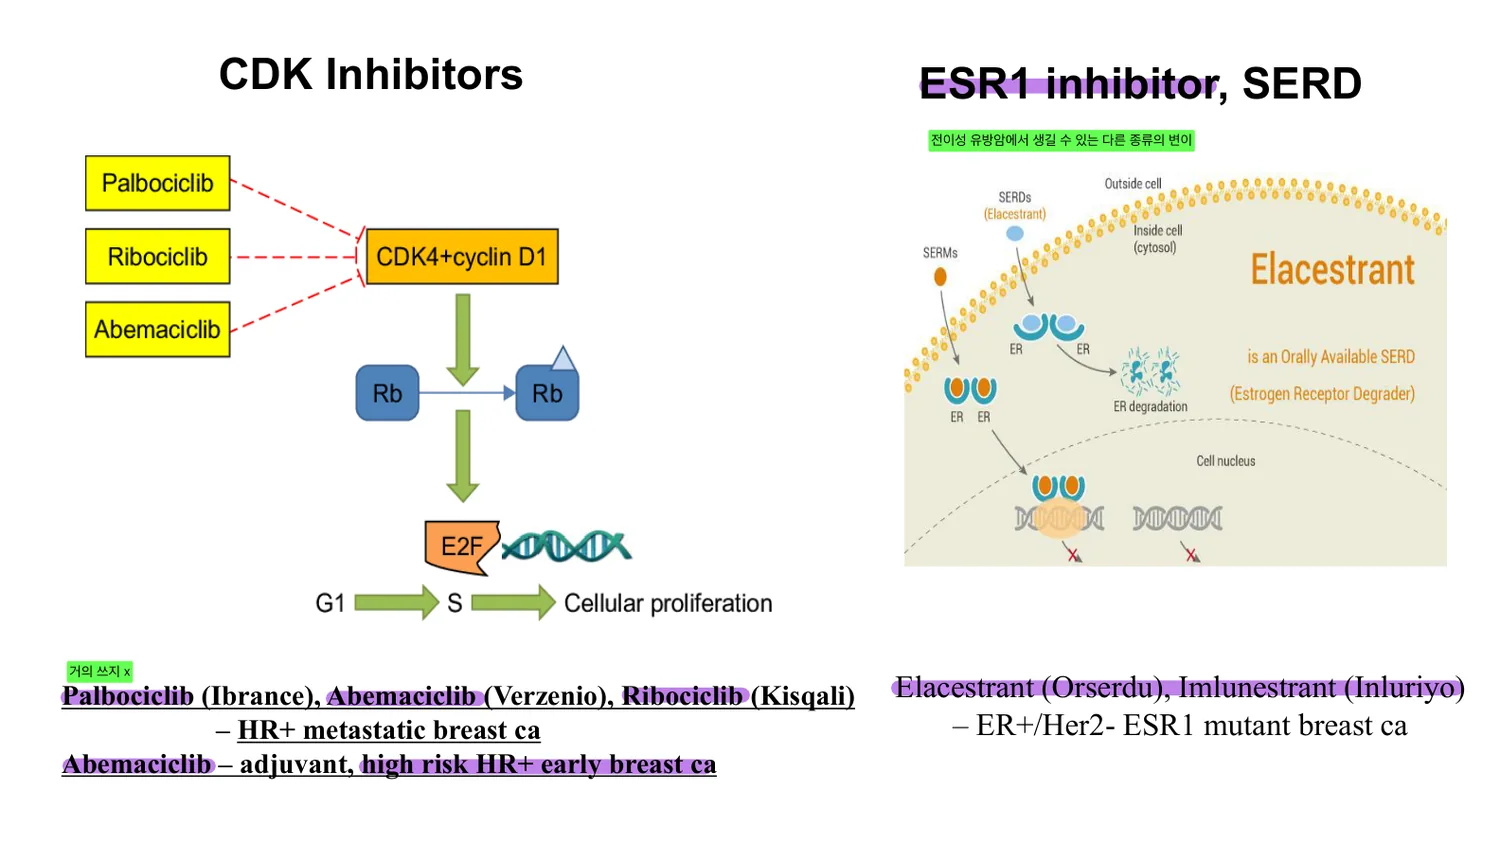 CDK Inhibitors
Palbociclib
Ribociclib
Abemaciclib
CDK4+cyclin D1
Rb
Rb
E2F
G1
S
Cellular proliferation
거의 쓰지 x
Palbociclib (Ibrance), Abemaciclib (Verzenio), Ribociclib (Kisqali)
– HR+ metastatic breast ca
Abemaciclib – adjuvant, high risk HR+ early breast ca
ESR1 inhibitor, SERD
전이성 유방암에서 생길 수 있는 다른 종류의 변이
Outside cell
SERDs
(Elacestrant)
Inside cell
(cytosol)
SERMs
Elacestrant
ER
ER
is an Orally Available SERD
(Estrogen Receptor Degrader)
ER degradation
ER
ER
Cell nucleus
X
X
Elacestrant (Orserdu), Imlunestrant (Inluriyo)
– ER+/Her2- ESR1 mutant breast ca